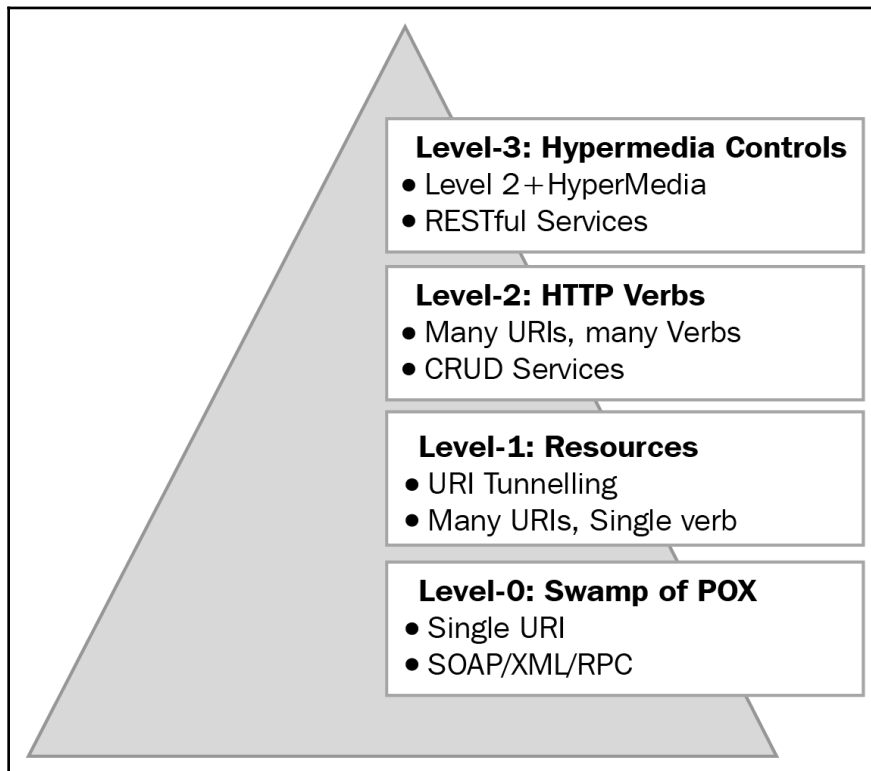 Level-3: Hypermedia Controls
• Level 2+HyperMedia
• RESTful Services
Level-2: HTTP Verbs
• Many URIs, many Verbs
• CRUD Services
Level-1: Resources
• URI Tunnelling
• Many URIs, Single verb
Level-0: Swamp of POX
• Single URI
• SOAP/XML/RPC